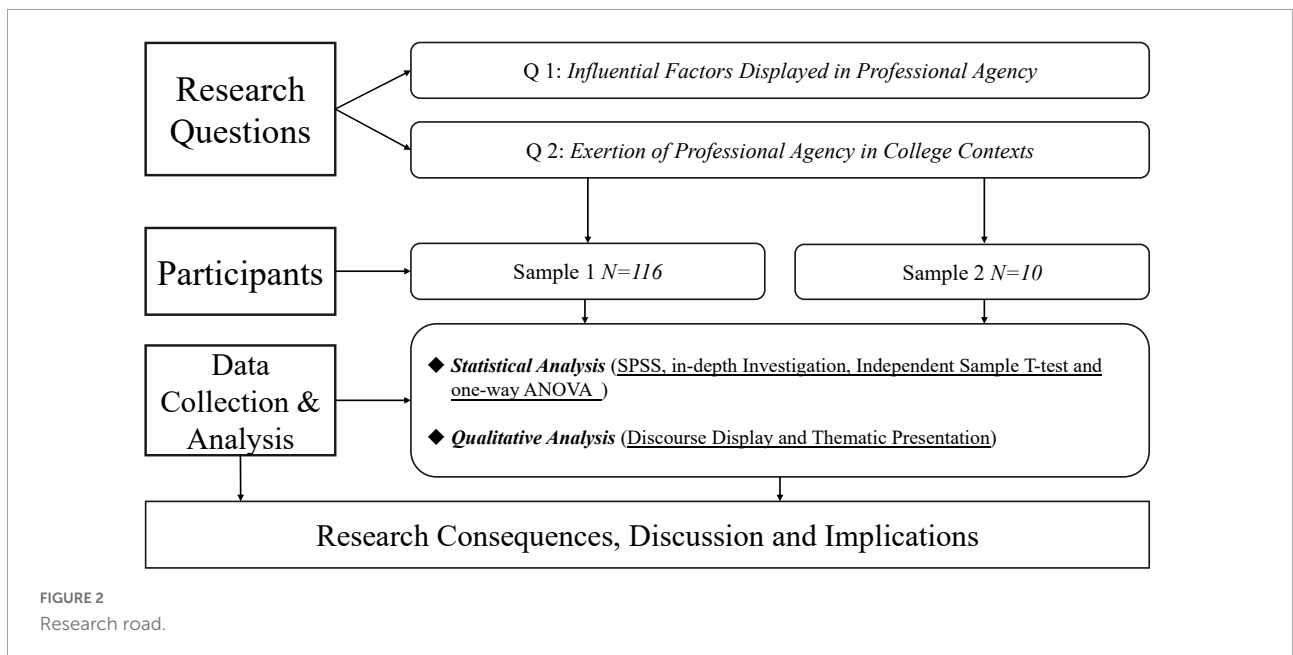 Research
Questions
Q 1: Influential Factors Displayed in Professional Agency
Q 2: Exertion of Professional Agency in College Contexts
Participants
Sample 1 N=116
Sample 2 N=10
Data
Collection &
Analysis
◆ Statistical Analysis (SPSS, in-depth Investigation, Independent Sample T-test and
one-way ANOVA )
◆ Qualitative Analysis (Discourse Display and Thematic Presentation)
Research Consequences, Discussion and Implications
FIGURE 2
Research road.